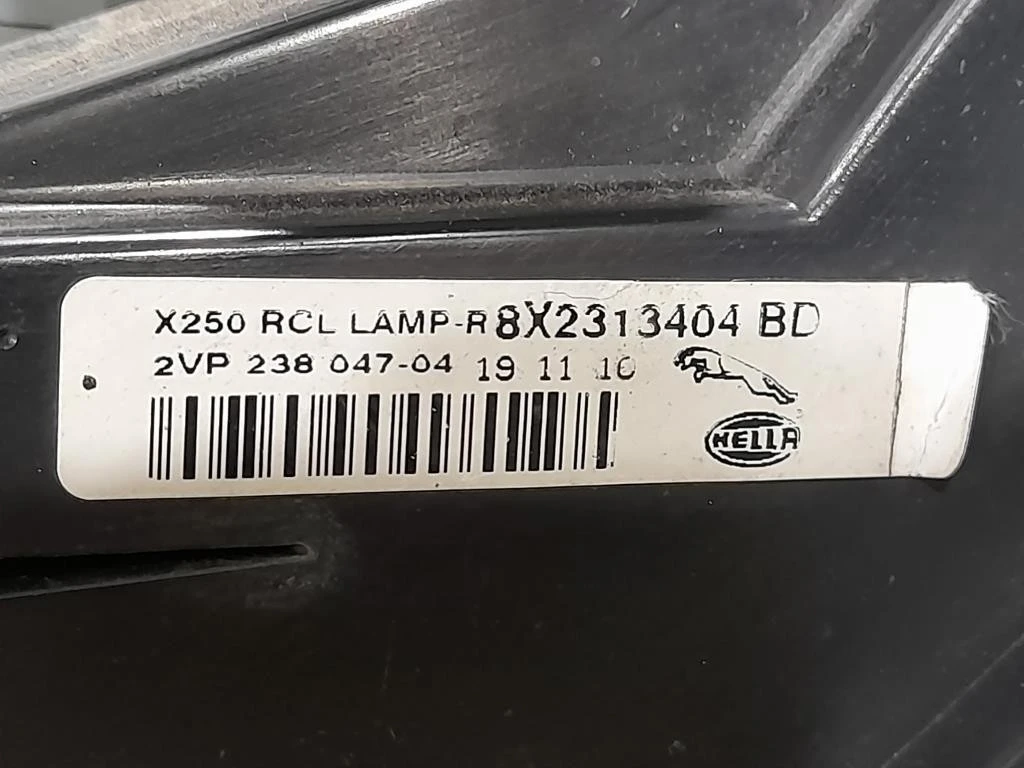 X250 RCL LAMP-R 8X2313404 BD
2VP 238 047-04 19 11 10
HELLA